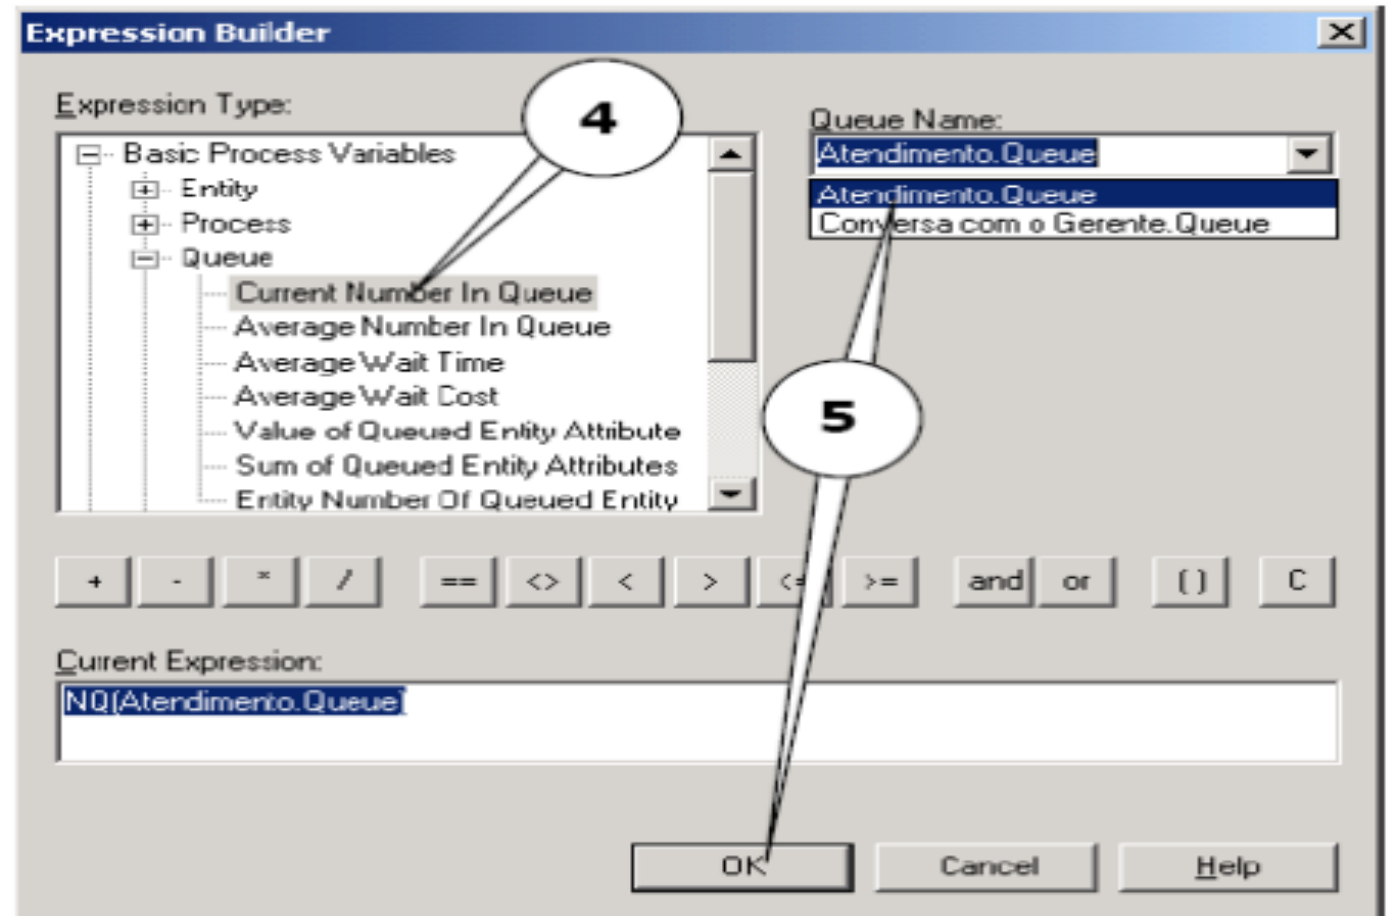 Expression Builder
Expression Type:
4
Queue Name:
Basic Process Variables
Atendimento.Queue
Entity
Atendimento.Queue
Process
Conversa com o Gerente.Queue
Queue
Current Number In Queue
Average Number In Queue
Average Wait Time
Average Wait Cost
5
Value of Queued Entity Attribute
Sum of Queued Entity Attributes
Entity Number Of Queued Entity
+ - * / == <> < > <= >= and or () C
Current Expression:
NQ(Atendimento.Queue)
OK Cancel Help